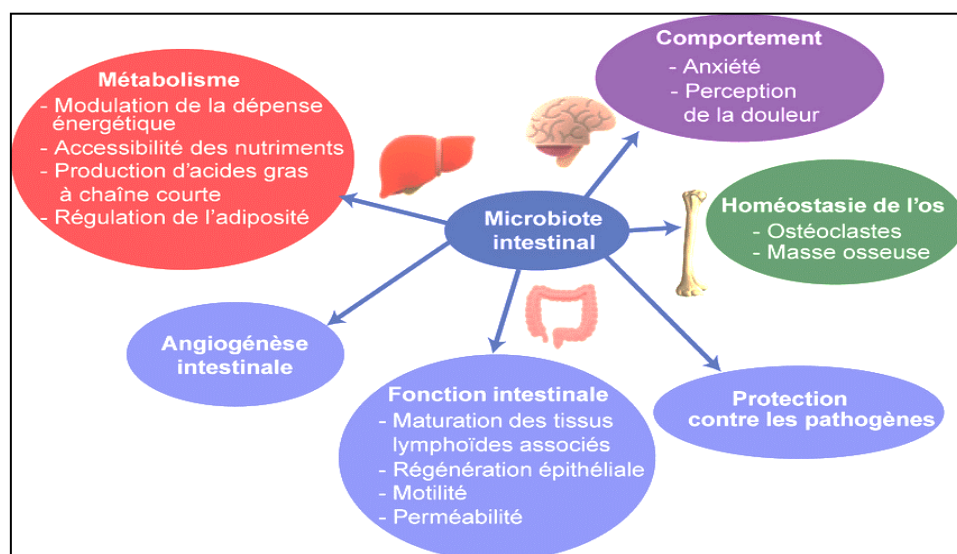 Métabolisme
- Modulation de la dépense
énergétique
- Accessibilité des nutriments
- Production d'acides gras
à chaîne courte
- Régulation de l'adiposité
Comportement
- Anxiété
- Perception
de la douleur
Microbiote
intestinal
Homéostasie de l'os
- Ostéoclastes
- Masse osseuse
Angiogénèse
intestinale
Fonction intestinale
- Maturation des tissus
lymphoïdes associés
- Régénération épithéliale
- Motilité
- Perméabilité
Protection
contre les pathogènes